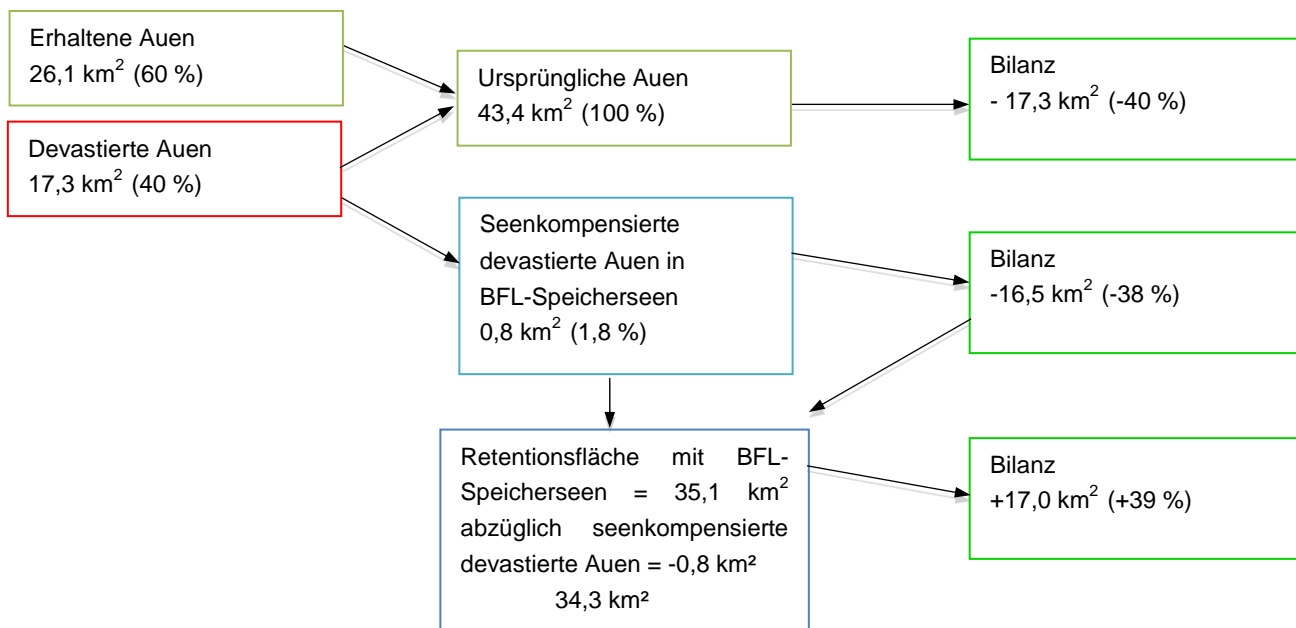 Erhaltene Auen
26,1 km² (60 %)
Devastierte Auen
17,3 km² (40 %)
Ursprüngliche Auen
43,4 km² (100 %)
Bilanz
- 17,3 km² (-40 %)
Seenkompensierte
devastierte Auen in
BFL-Speicherseen
0,8 km² (1,8 %)
Bilanz
-16,5 km² (-38 %)
Retentionsfläche mit BFL-
Speicherseen = 35,1 km²
abzüglich seenkompensierte
devastierte Auen = -0,8 km²
34,3 km²
Bilanz
+17,0 km² (+39 %)